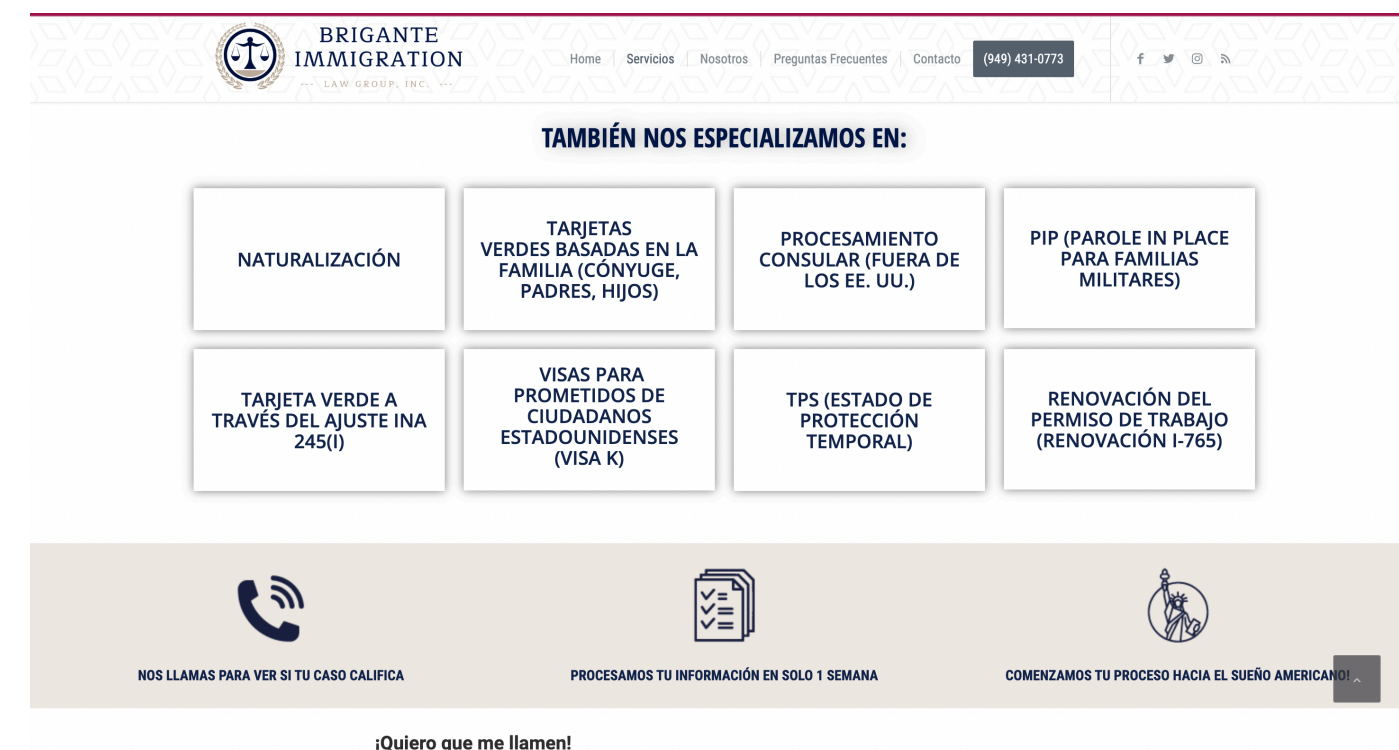 BRIGANTE
IMMIGRATION
--- LAW GROUP, INC. ---
Home
Servicios
Nosotros
Preguntas Frecuentes
Contacto
(949) 431-0773
TAMBIÉN NOS ESPECIALIZAMOS EN:
NATURALIZACIÓN
TARJETAS
VERDES BASADAS EN LA
FAMILIA (CÓNYUGE,
PADRES, HIJOS)
PROCESAMIENTO
CONSULAR (FUERA DE
LOS EE. UU.)
PIP (PAROLE IN PLACE
PARA FAMILIAS
MILITARES)
TARJETA VERDE A
TRAVÉS DEL AJUSTE INA
245(I)
VISAS PARA
PROMETIDOS DE
CIUDADANOS
ESTADOUNIDENSES
(VISA K)
TPS (ESTADO DE
PROTECCIÓN
TEMPORAL)
RENOVACIÓN DEL
PERMISO DE TRABAJO
(RENOVACIÓN I-765)
NOS LLAMAS PARA VER SI TU CASO CALIFICA
PROCESAMOS TU INFORMACIÓN EN SOLO 1 SEMANA
COMENZAMOS TU PROCESO HACIA EL SUEÑO AMERICANO!
¡Quiero que me llamen!